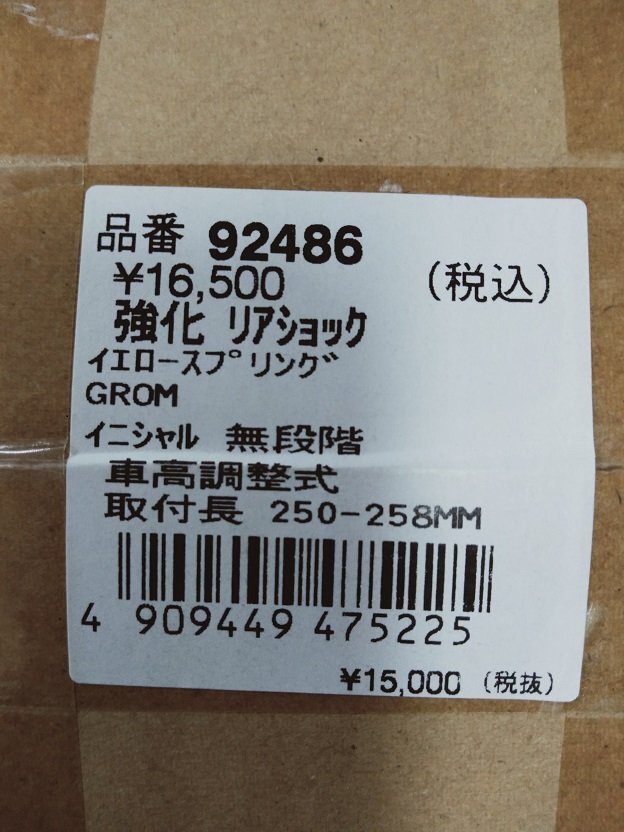 品番 92486
¥16,500 (税込)
強化 ﾘｱｼｮｯｸ
ｲｴﾛｰｽﾌﾟﾘﾝｸﾞ
GROM
ｲﾆｼｬﾙ 無段階
車高調整式
取付長 250-258MM
4 909449 475225
¥15,000 (税抜)